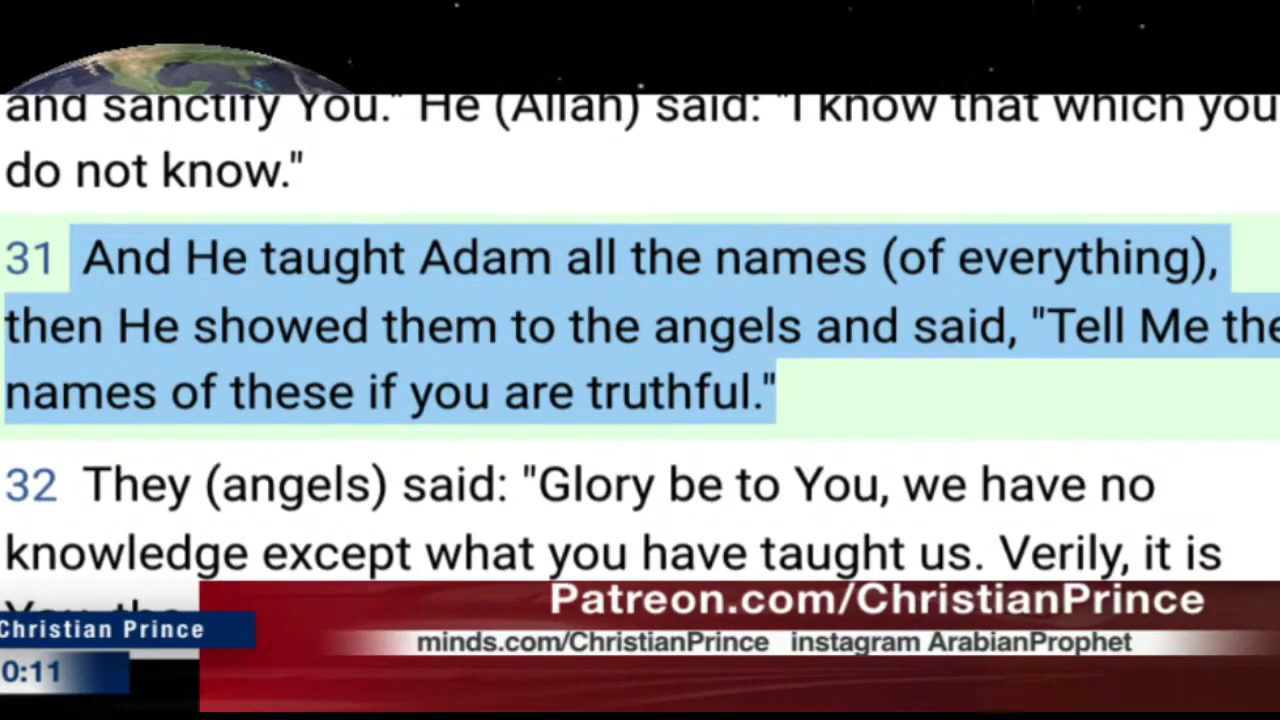 and sanctify You." He (Allah) said: "I know that which you
do not know."
31 And He taught Adam all the names (of everything),
then He showed them to the angels and said, "Tell Me the
names of these if you are truthful."
32 They (angels) said: "Glory be to You, we have no
knowledge except what you have taught us. Verily, it is
You, the
Patreon.com/ChristianPrince
Christian Prince
minds.com/ChristianPrince instagram ArabianProphet
0:11